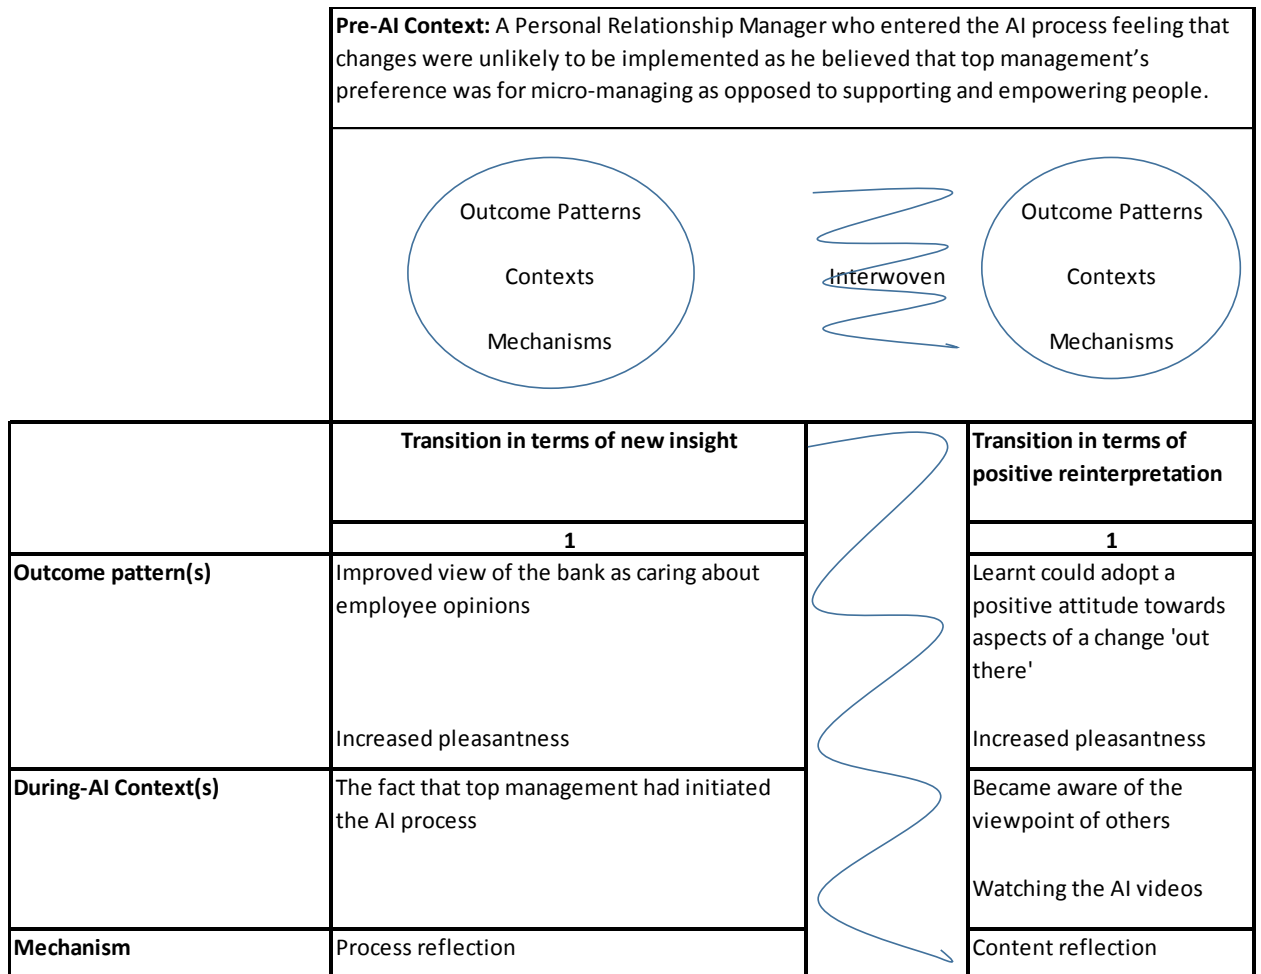 Pre-AI Context: A Personal Relationship Manager who entered the AI process feeling that
changes were unlikely to be implemented as he believed that top management’s
preference was for micro-managing as opposed to supporting and empowering people.
Outcome Patterns
Contexts
Mechanisms
Interwoven
Outcome Patterns
Contexts
Mechanisms
Transition in terms of new insight
Transition in terms of
positive reinterpretation
1
1
Outcome pattern(s)
Improved view of the bank as caring about
employee opinions
Increased pleasantness
Learnt could adopt a
positive attitude towards
aspects of a change 'out
there'
Increased pleasantness
During-AI Context(s)
The fact that top management had initiated
the AI process
Became aware of the
viewpoint of others
Watching the AI videos
Mechanism
Process reflection
Content reflection